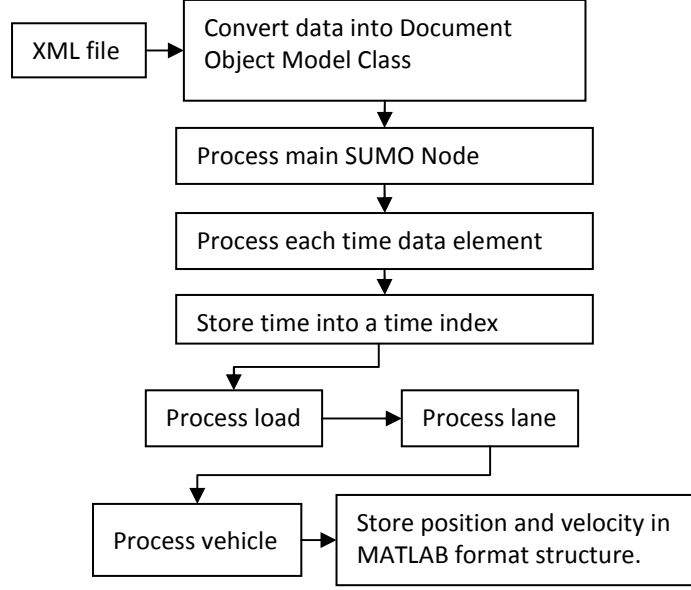 XML file
Convert data into Document
Object Model Class
Process main SUMO Node
Process each time data element
Store time into a time index
Process load
Process lane
Process vehicle
Store position and velocity in
MATLAB format structure.